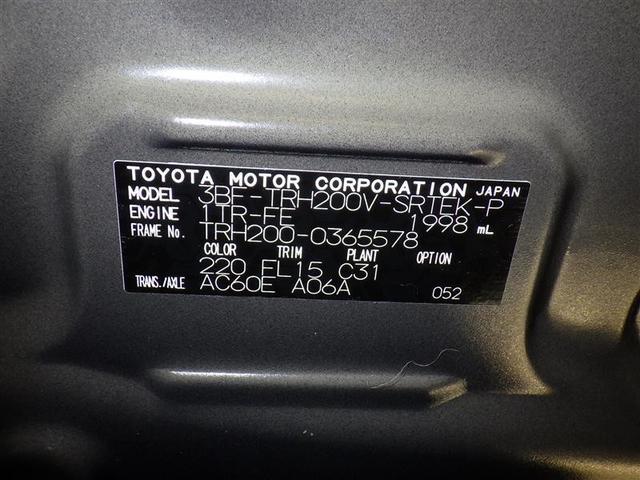 TOYOTA MOTOR CORPORATION JAPAN
MODEL 3BF-TRH200V-SRTEK-P
ENGINE 1TR-FE 1998 mL
FRAME No. TRH200-0365578
COLOR TRIM PLANT OPTION
220 FL15 C31
TRANS./AXLE AC60E A06A 052